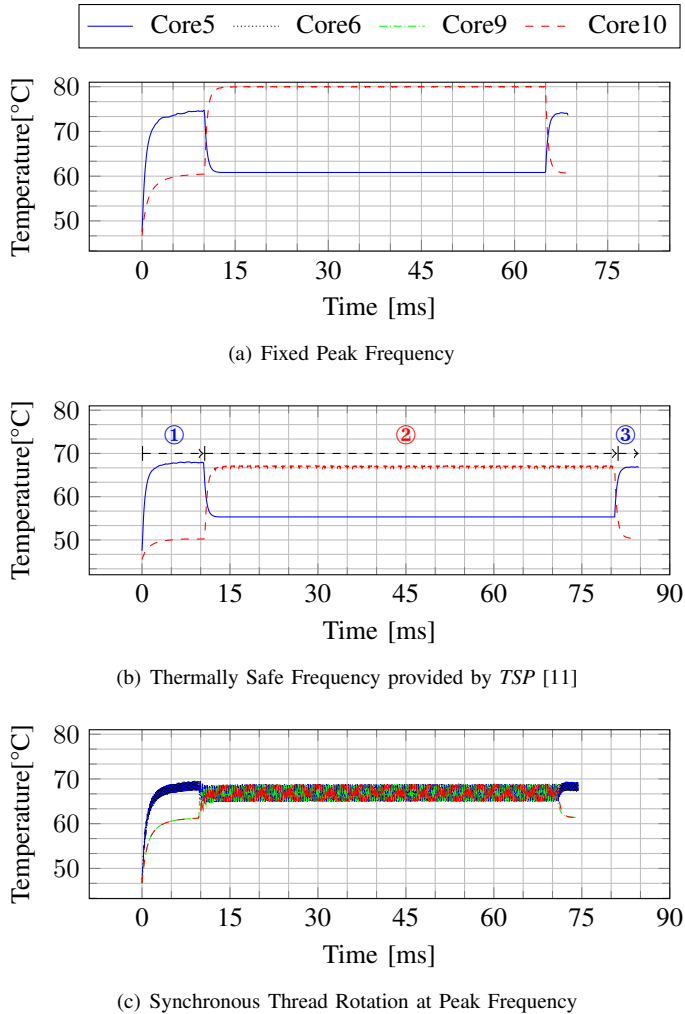 Core5 Core6 Core9 Core10
80
70
60
50
Temperature[°C]
0 15 30 45 60 75
Time [ms]
(a) Fixed Peak Frequency
80
70
60
50
Temperature[°C]
① ② ③
0 15 30 45 60 75 90
Time [ms]
(b) Thermally Safe Frequency provided by TSP [11]
80
70
60
50
Temperature[°C]
0 15 30 45 60 75 90
Time [ms]
(c) Synchronous Thread Rotation at Peak Frequency